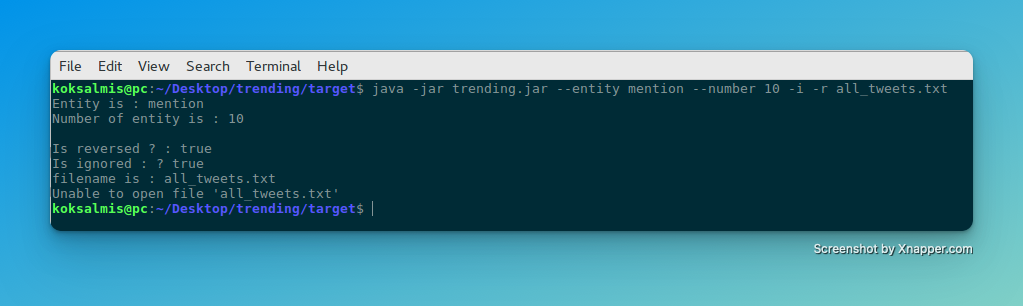 File Edit View Search Terminal Help
koksalmis@pc:~/Desktop/trending/target$ java -jar trending.jar --entity mention --number 10 -i -r all_tweets.txt
Entity is : mention
Number of entity is : 10
Is reversed ? : true
Is ignored : ? true
filename is : all_tweets.txt
Unable to open file 'all_tweets.txt'
koksalmis@pc:~/Desktop/trending/target$
Screenshot by Xnapper.com